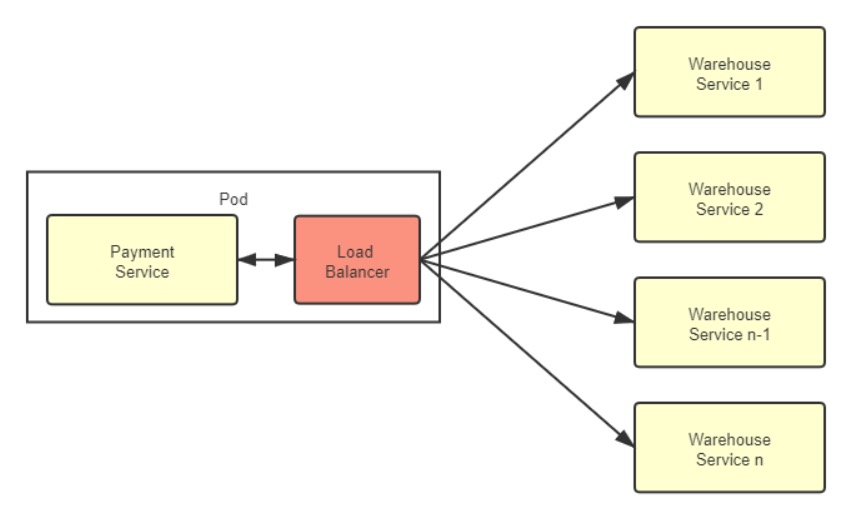 Pod
Payment
Service
Load
Balancer
Warehouse
Service 1
Warehouse
Service 2
Warehouse
Service n-1
Warehouse
Service n